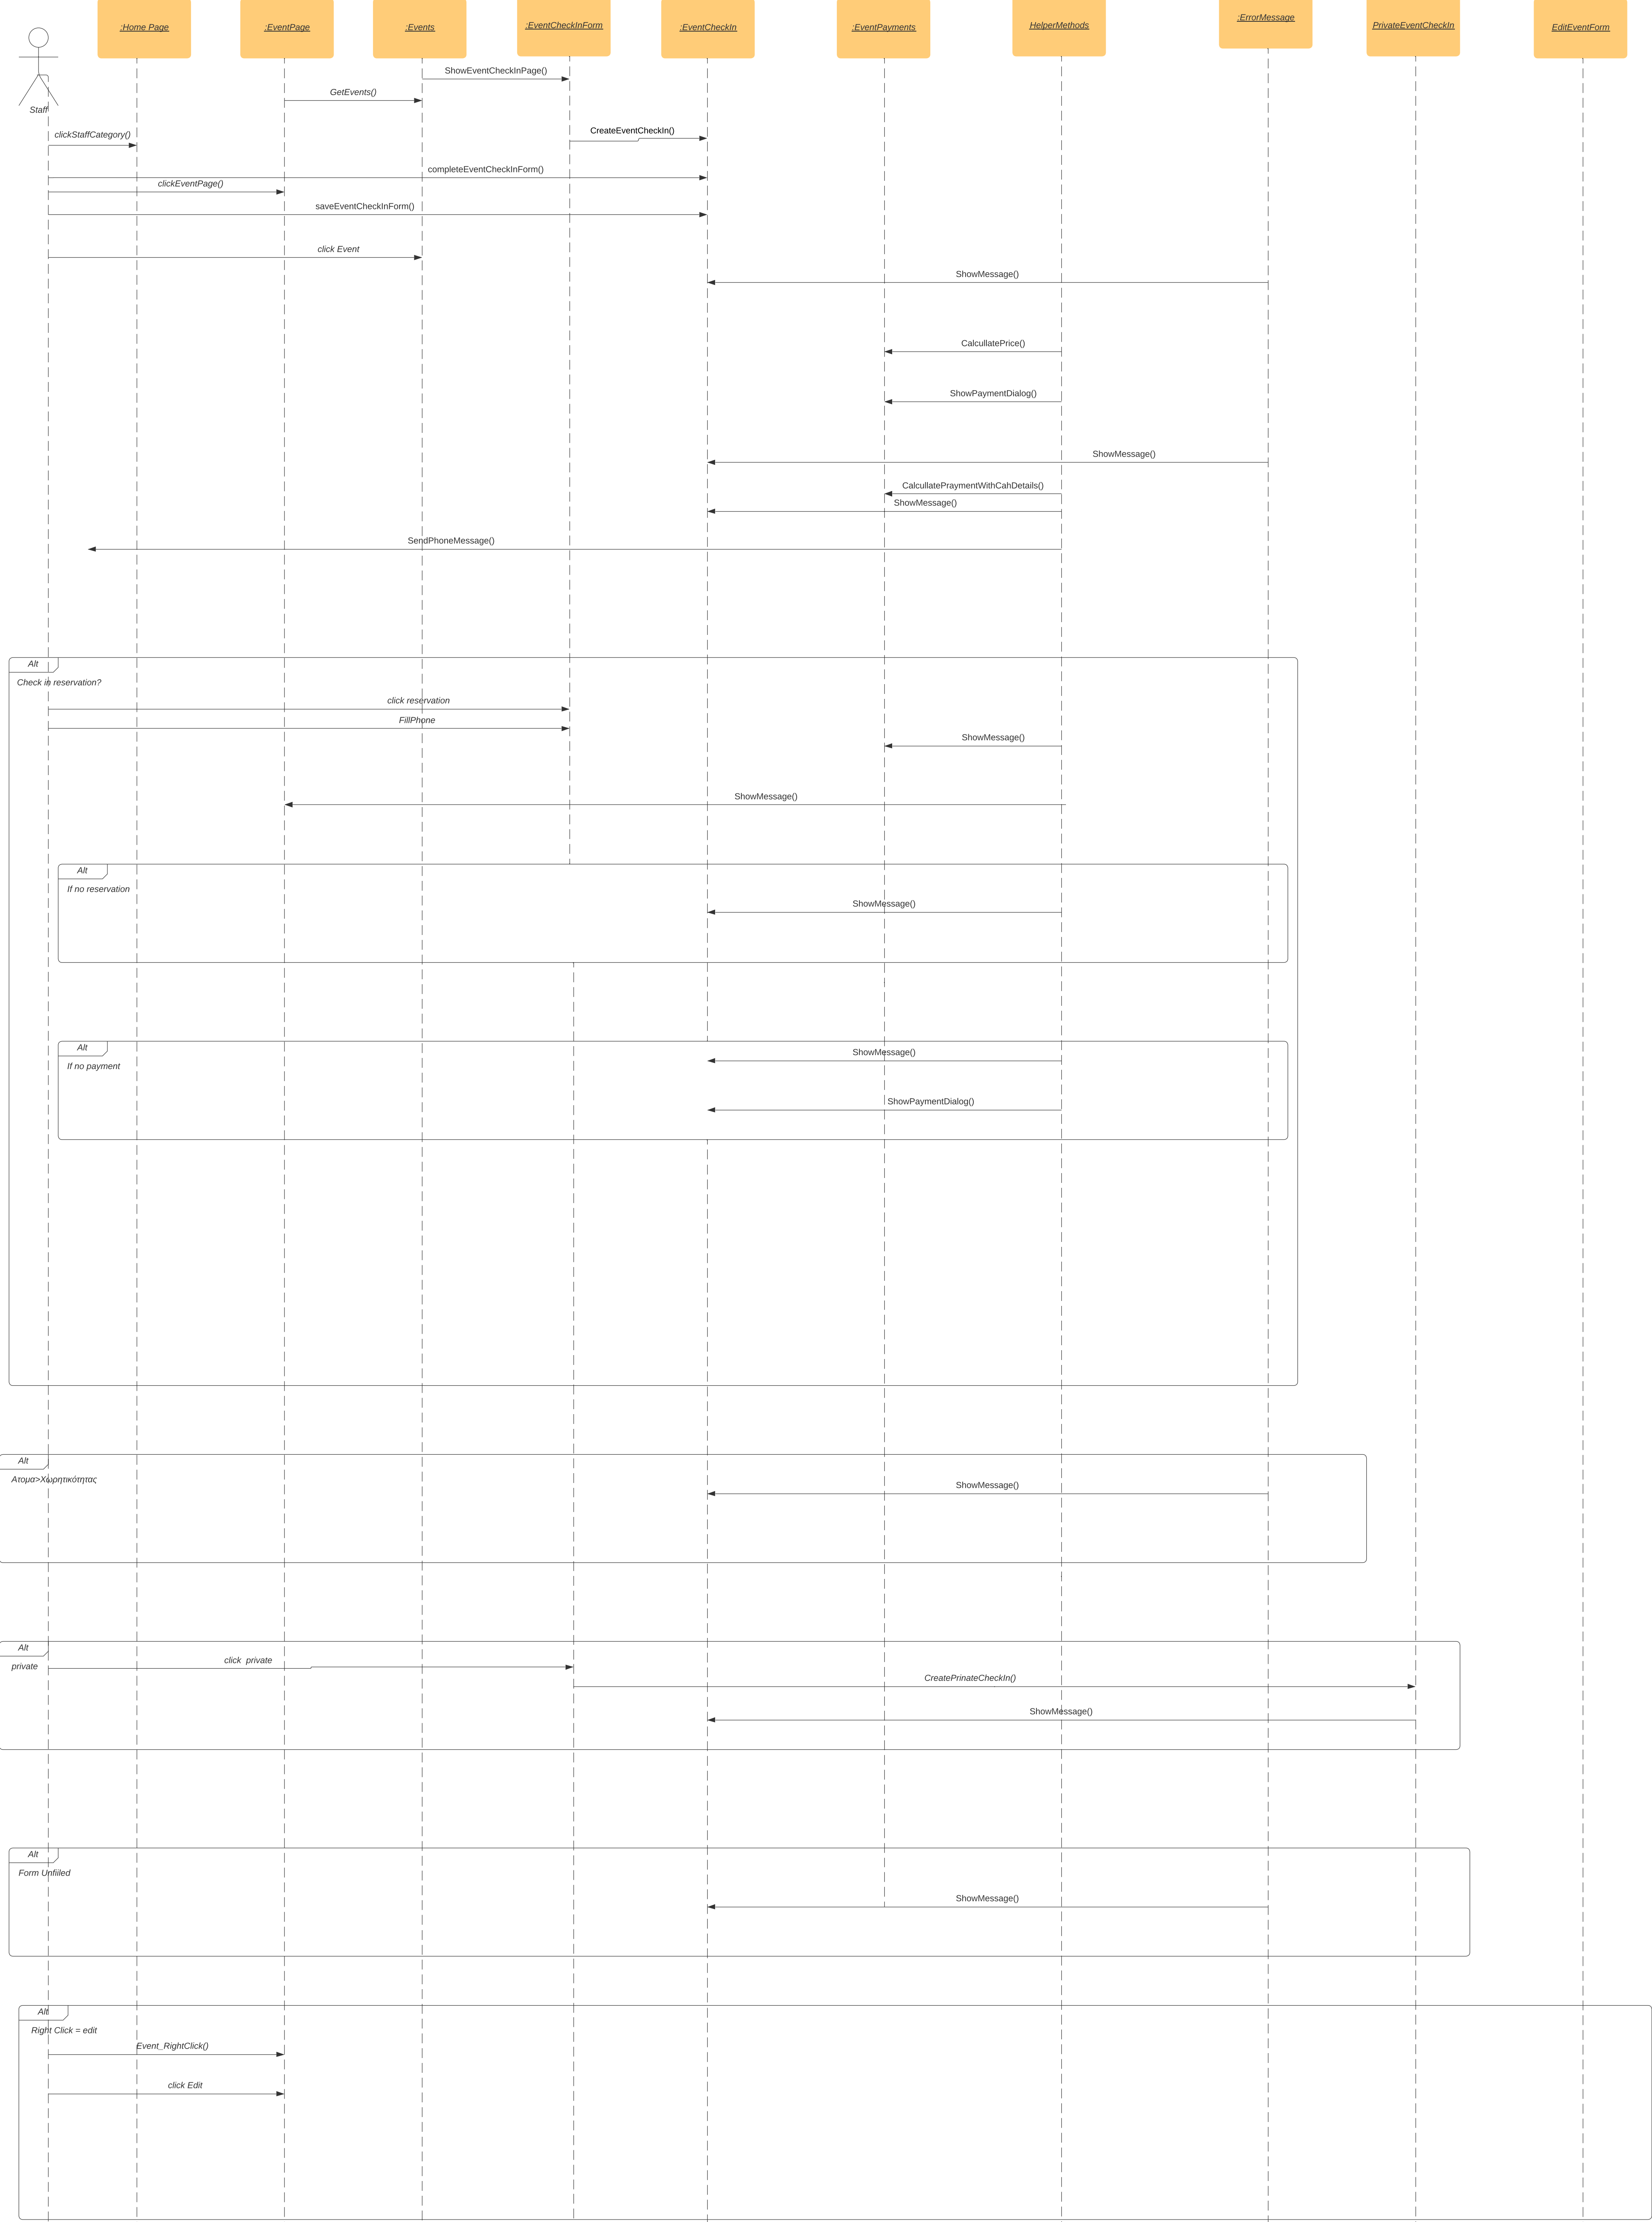 :Home Page
:EventPage
:Events
:EventCheckInForm
:EventCheckIn
:EventPayments
HelperMethods
:ErrorMessage
PrivateEventCheckIn
EditEventForm
Staff
ShowEventCheckInPage()
GetEvents()
clickStaffCategory()
CreateEventCheckIn()
completeEventCheckInForm()
clickEventPage()
saveEventCheckInForm()
click Event
ShowMessage()
CalcullatePrice()
ShowPaymentDialog()
ShowMessage()
CalcullatePraymentWithCahDetails()
ShowMessage()
SendPhoneMessage()
Alt
Check in reservation?
click reservation
FillPhone
ShowMessage()
ShowMessage()
Alt
If no reservation
ShowMessage()
Alt
If no payment
ShowMessage()
ShowPaymentDialog()
Alt
Ατομα>Χωρητικότητας
ShowMessage()
Alt
private
click private
CreatePrinateCheckIn()
ShowMessage()
Alt
Form Unfiiled
ShowMessage()
Alt
Right Click = edit
Event_RightClick()
click Edit